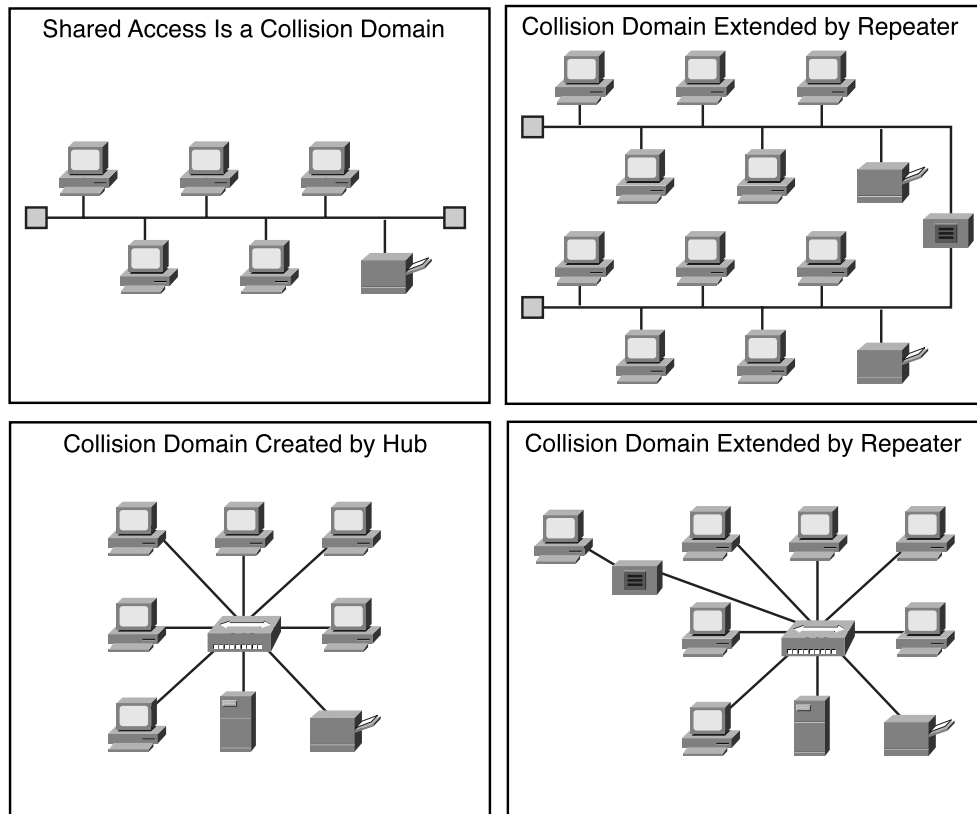 Shared Access Is a Collision Domain
Collision Domain Extended by Repeater
Collision Domain Created by Hub
Collision Domain Extended by Repeater